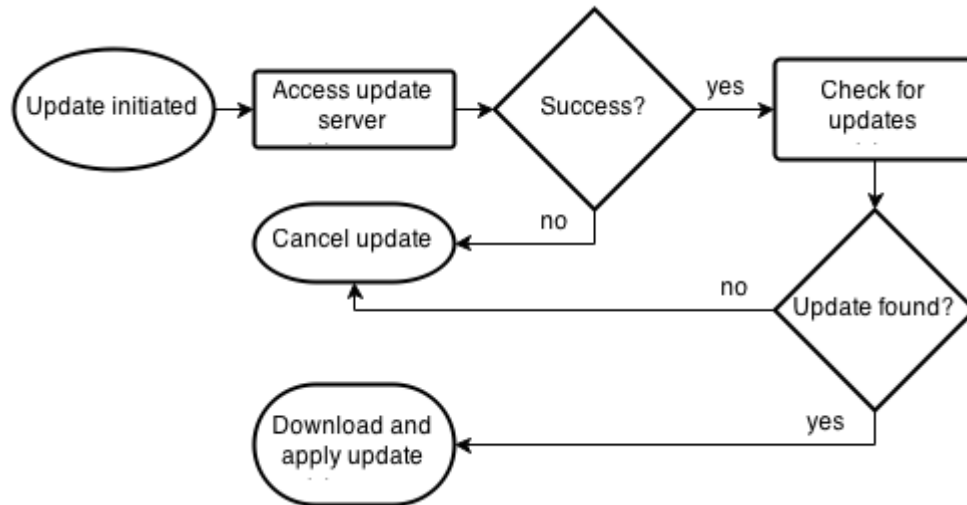 Update initiated
Access update
server
Success?
yes
Check for
updates
no
Cancel update
no
Update found?
yes
Download and
apply update